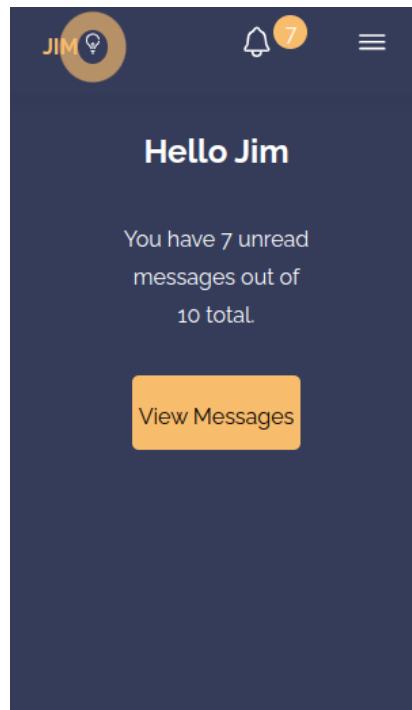 JIM
7
Hello Jim
You have 7 unread
messages out of
10 total.
View Messages